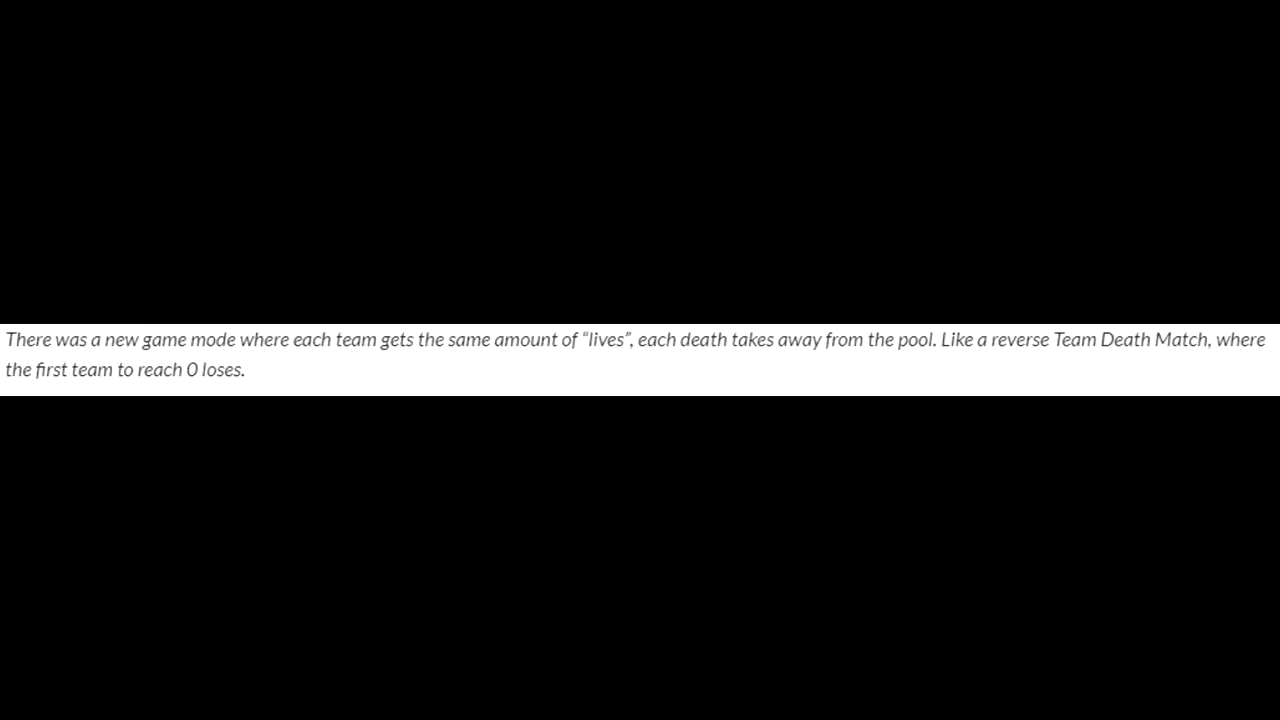 There was a new game mode where each team gets the same amount of “lives”, each death takes away from the pool. Like a reverse Team Death Match, where
the first team to reach 0 loses.